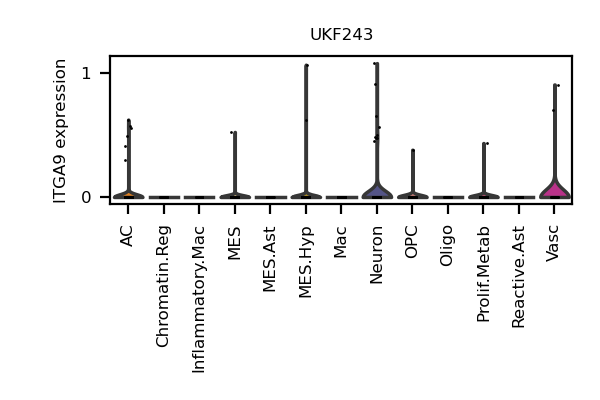 UKF243
ITGA9 expression
1
0
AC
Chromatin.Reg
Inflammatory.Mac
MES
MES.Ast
MES.Hyp
Mac
Neuron
OPC
Oligo
Prolif.Metab
Reactive.Ast
Vasc